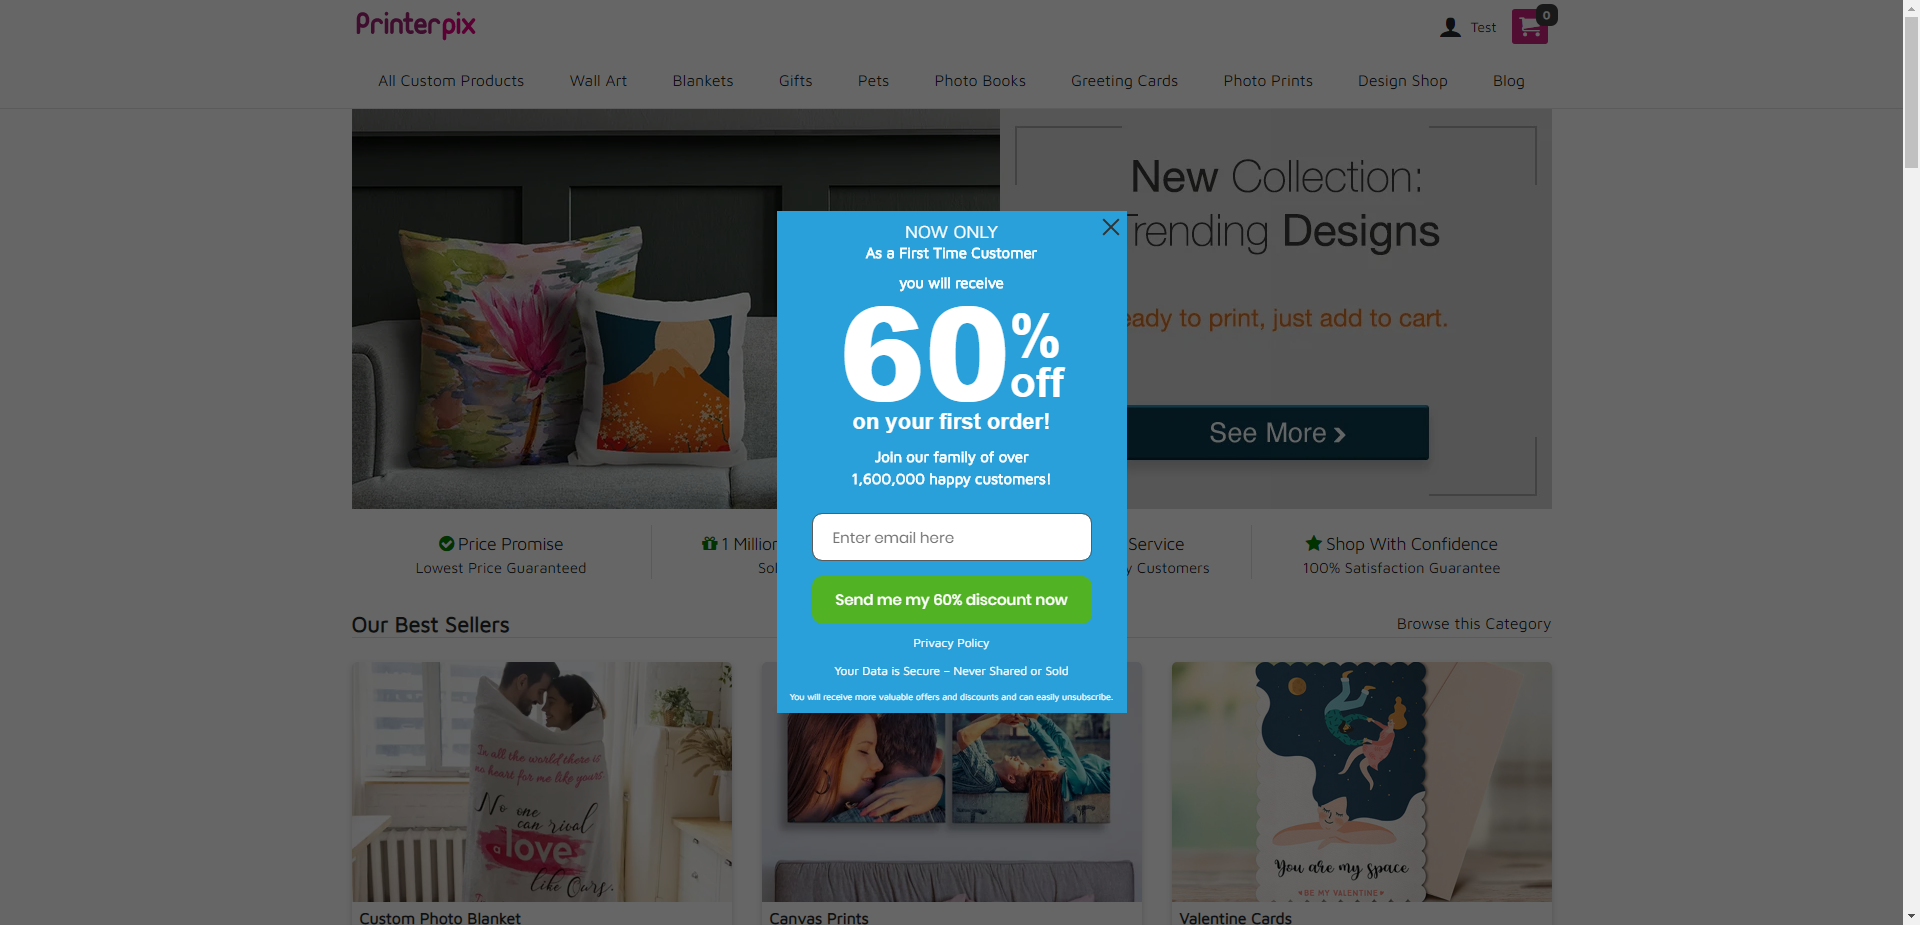 Printerpix
Test
0
All Custom Products
Wall Art
Blankets
Gifts
Pets
Photo Books
Greeting Cards
Photo Prints
Design Shop
Blog
New Collection:
Trending Designs
eady to print, just add to cart.
See More
NOW ONLY
As a First Time Customer
you will receive
60% off
on your first order!
Join our family of over
1,600,000 happy customers!
Enter email here
Send me my 60% discount now
Privacy Policy
Your Data is Secure – Never Shared or Sold
You will receive more valuable offers and discounts and can easily unsubscribe.
Price Promise
Lowest Price Guaranteed
1 Million
Sol
Service
y Customers
Shop With Confidence
100% Satisfaction Guarantee
Our Best Sellers
Browse this Category
In all the world there is
no heart for me like yours
No one
can rival
a love
like Ours.
You are my space
BE MY VALENTINE
Custom Photo Blanket
Canvas Prints
Valentine Cards